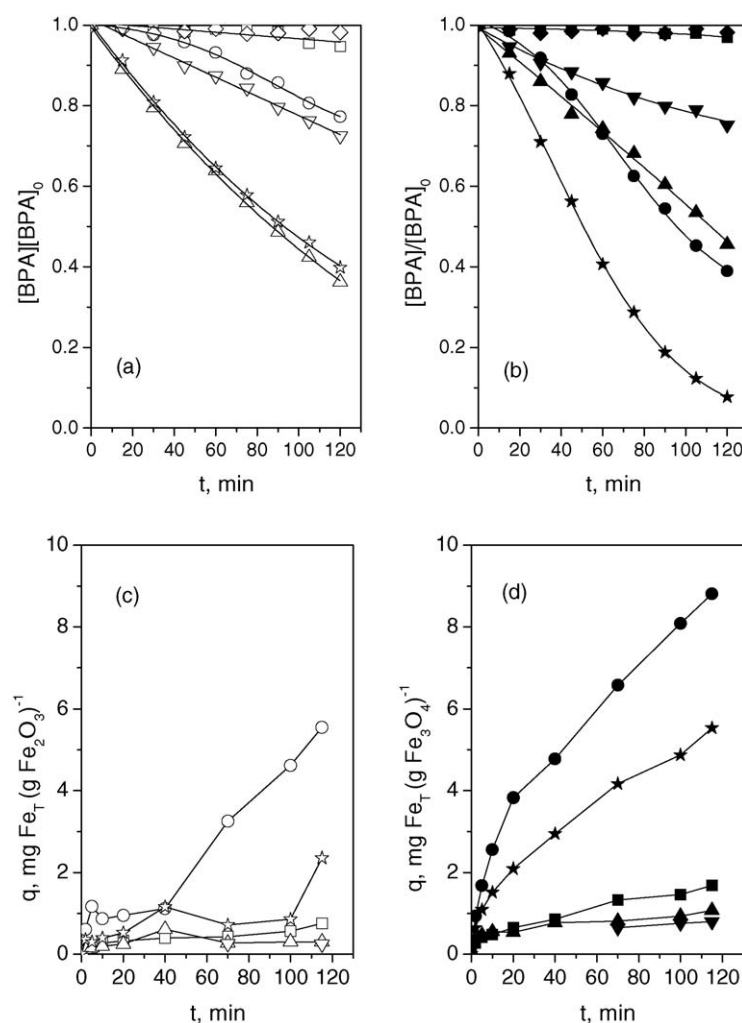 1.0
0.8
0.6
0.4
0.2
0.0
[BPA][BPA]₀
(a)
0 20 40 60 80 100 120
t, min
1.0
0.8
0.6
0.4
0.2
0.0
[BPA]/[BPA]₀
(b)
0 20 40 60 80 100 120
t, min
10
8
6
4
2
0
q, mg Fe_T (g Fe₂O₃)⁻¹
(c)
0 20 40 60 80 100 120
t, min
10
8
6
4
2
0
q, mg Fe_T (g Fe₃O₄)⁻¹
(d)
0 20 40 60 80 100 120
t, min